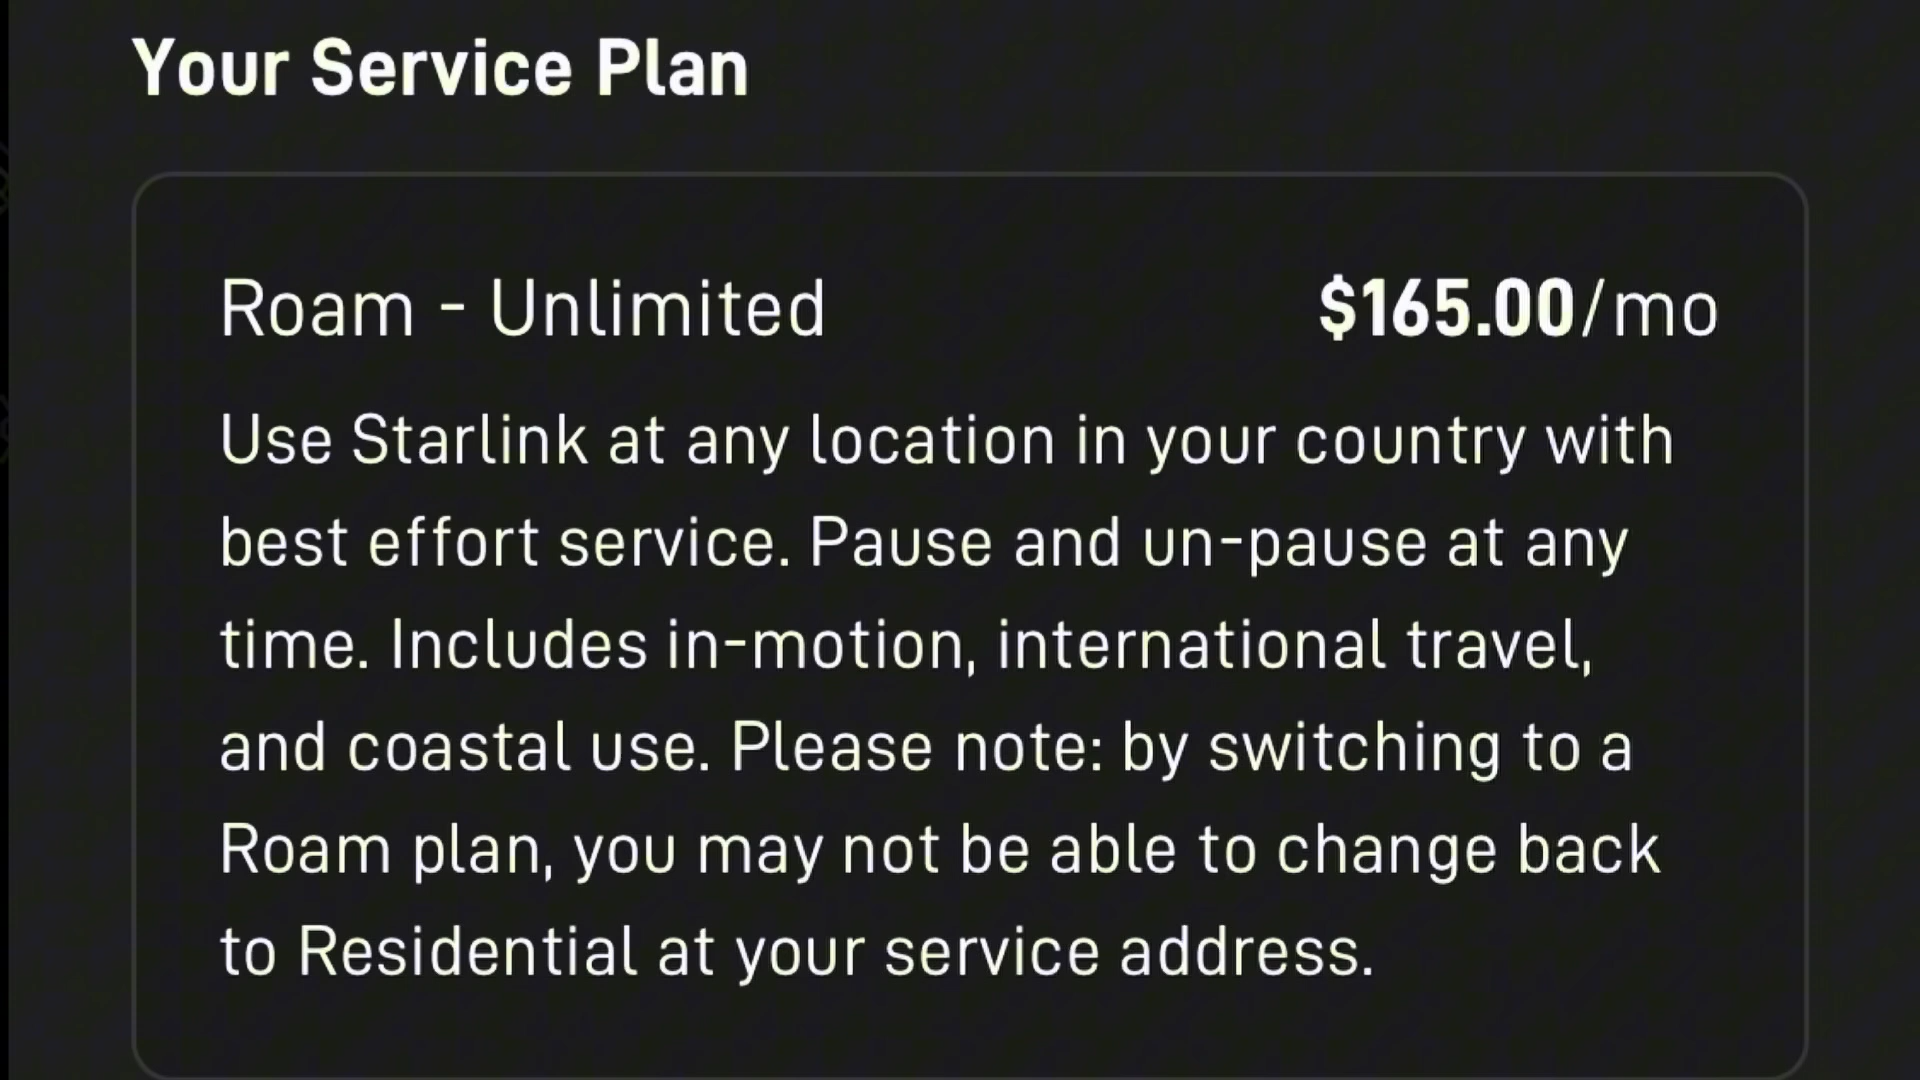 Your Service Plan
Roam - Unlimited $165.00/mo
Use Starlink at any location in your country with
best effort service. Pause and un-pause at any
time. Includes in-motion, international travel,
and coastal use. Please note: by switching to a
Roam plan, you may not be able to change back
to Residential at your service address.